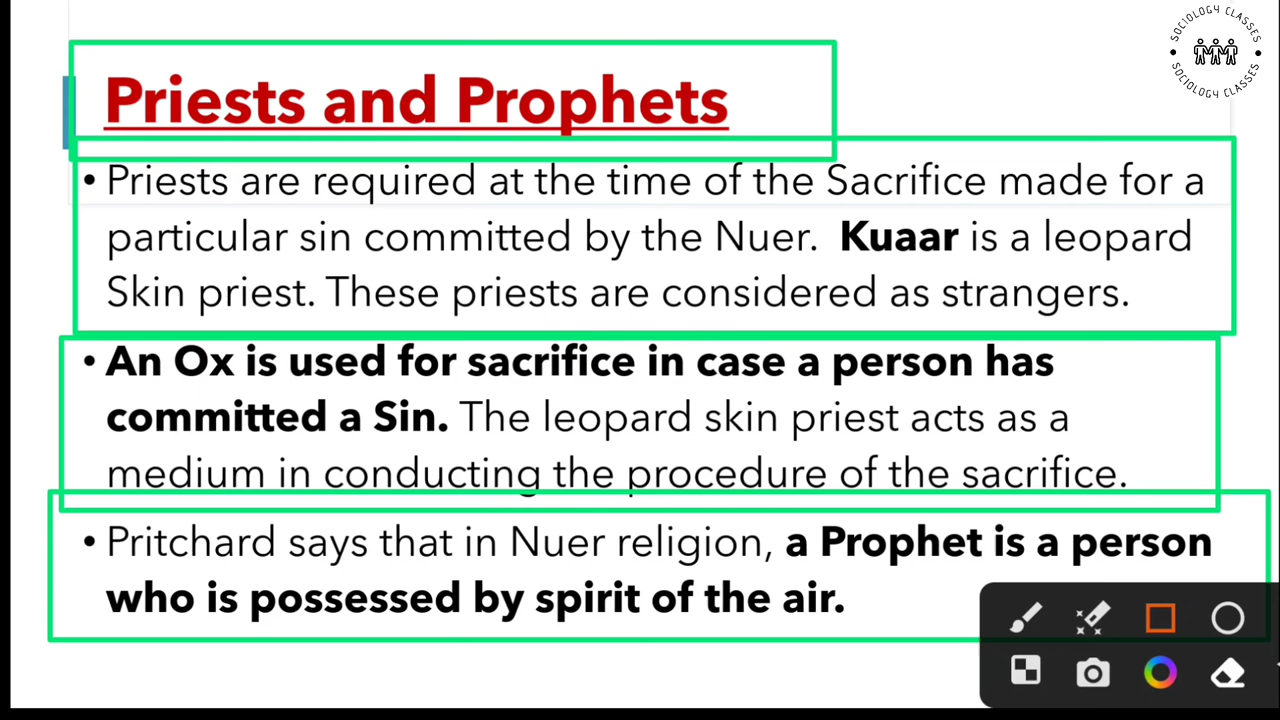 SOCIOLOGY CLASSES
SOCIOLOGY CLASSES
Priests and Prophets
• Priests are required at the time of the Sacrifice made for a
particular sin committed by the Nuer. Kuaar is a leopard
Skin priest. These priests are considered as strangers.
• An Ox is used for sacrifice in case a person has
committed a Sin. The leopard skin priest acts as a
medium in conducting the procedure of the sacrifice.
• Pritchard says that in Nuer religion, a Prophet is a person
who is possessed by spirit of the air.